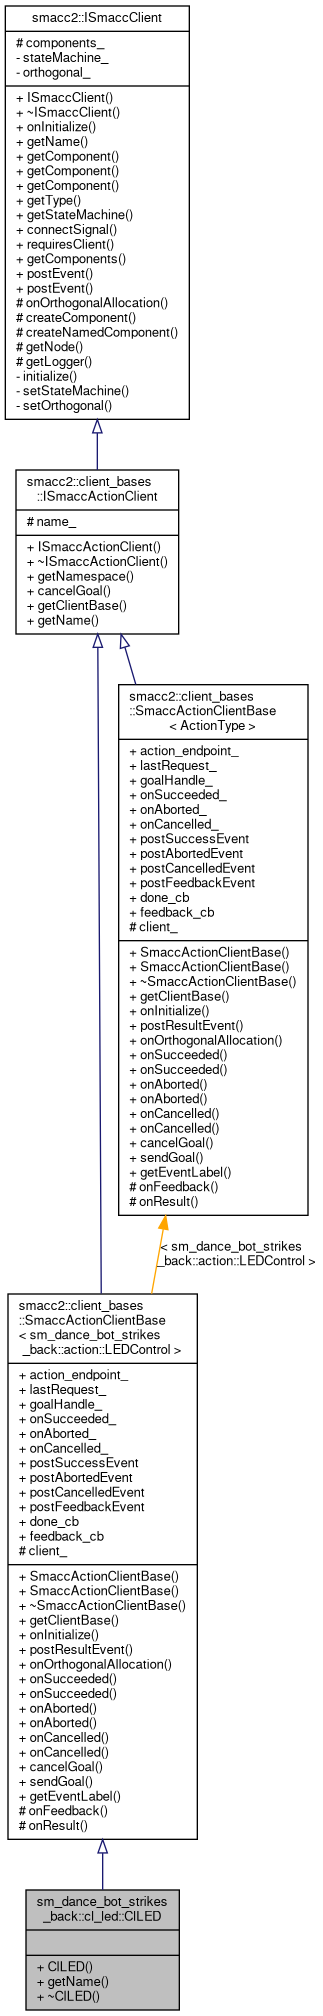 smacc2::ISmaccClient
# components_
- stateMachine_
- orthogonal_
+ ISmaccClient()
+ ~ISmaccClient()
+ onInitialize()
+ getName()
+ getComponent()
+ getComponent()
+ getComponent()
+ getType()
+ getStateMachine()
+ connectSignal()
+ requiresClient()
+ getComponents()
+ postEvent()
+ postEvent()
# onOrthogonalAllocation()
# createComponent()
# createNamedComponent()
# getNode()
# getLogger()
- initialize()
- setStateMachine()
- setOrthogonal()
smacc2::client_bases
::ISmaccActionClient
# name_
+ ISmaccActionClient()
+ ~ISmaccActionClient()
+ getNamespace()
+ cancelGoal()
+ getClientBase()
+ getName()
smacc2::client_bases
::SmaccActionClientBase
< ActionType >
+ action_endpoint_
+ lastRequest_
+ goalHandle_
+ onSucceeded_
+ onAborted_
+ onCancelled_
+ postSuccessEvent
+ postAbortedEvent
+ postCancelledEvent
+ postFeedbackEvent
+ done_cb
+ feedback_cb
# client_
+ SmaccActionClientBase()
+ SmaccActionClientBase()
+ ~SmaccActionClientBase()
+ getClientBase()
+ onInitialize()
+ postResultEvent()
+ onOrthogonalAllocation()
+ onSucceeded()
+ onSucceeded()
+ onAborted()
+ onAborted()
+ onCancelled()
+ onCancelled()
+ cancelGoal()
+ sendGoal()
+ getEventLabel()
# onFeedback()
# onResult()
< sm_dance_bot_strikes
_back::action::LEDControl >
smacc2::client_bases
::SmaccActionClientBase
< sm_dance_bot_strikes
_back::action::LEDControl >
+ action_endpoint_
+ lastRequest_
+ goalHandle_
+ onSucceeded_
+ onAborted_
+ onCancelled_
+ postSuccessEvent
+ postAbortedEvent
+ postCancelledEvent
+ postFeedbackEvent
+ done_cb
+ feedback_cb
# client_
+ SmaccActionClientBase()
+ SmaccActionClientBase()
+ ~SmaccActionClientBase()
+ getClientBase()
+ onInitialize()
+ postResultEvent()
+ onOrthogonalAllocation()
+ onSucceeded()
+ onSucceeded()
+ onAborted()
+ onAborted()
+ onCancelled()
+ onCancelled()
+ cancelGoal()
+ sendGoal()
+ getEventLabel()
# onFeedback()
# onResult()
sm_dance_bot_strikes
_back::cl_led::ClLED
+ ClLED()
+ getName()
+ ~ClLED()